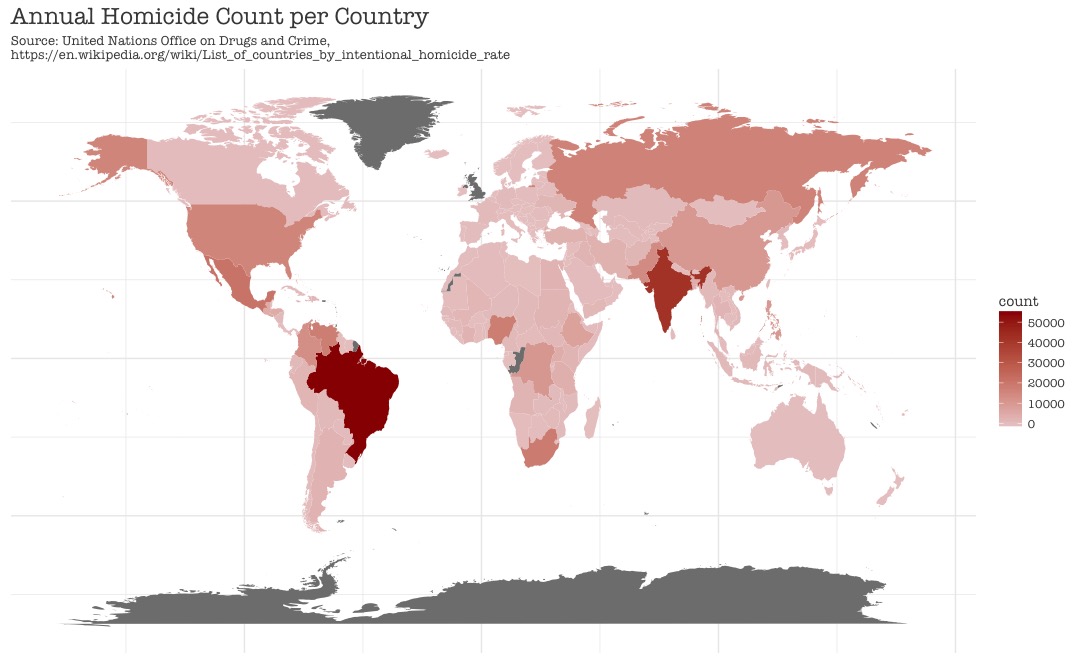 Annual Homicide Count per Country
Source: United Nations Office on Drugs and Crime,
https://en.wikipedia.org/wiki/List_of_countries_by_intentional_homicide_rate
count
50000
40000
30000
20000
10000
0